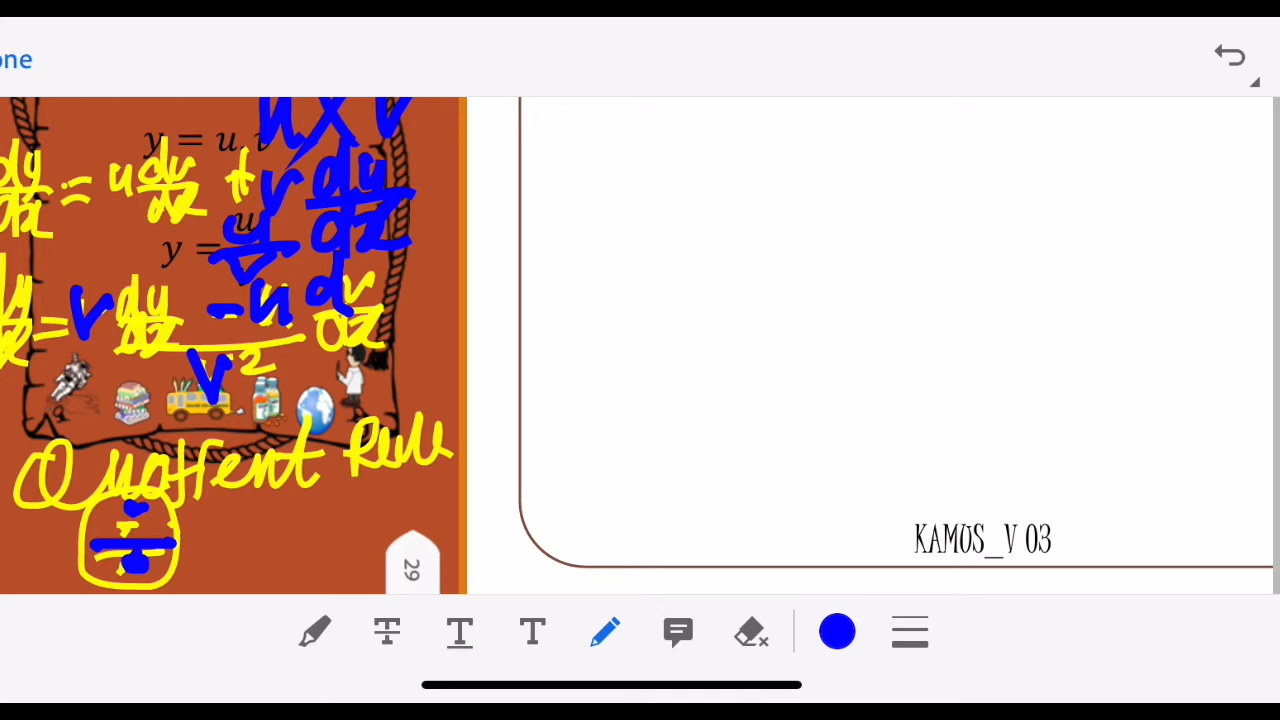 one
u x v
y = u.v
dy/dx = u dv/dx + v du/dx
y = u/v
dy/dx = v du/dx - u dv/dx / v²
Quotient Rule
29
KAMUS_V 03
T T T